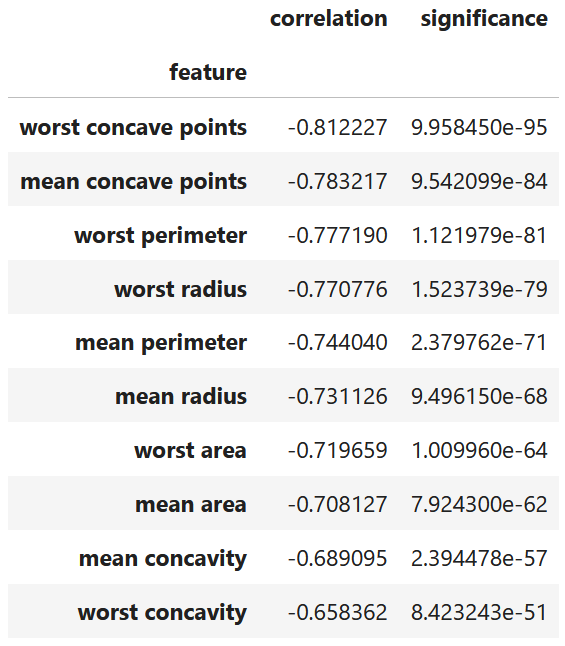 correlation significance
feature
worst concave points -0.812227 9.958450e-95
mean concave points -0.783217 9.542099e-84
worst perimeter -0.777190 1.121979e-81
worst radius -0.770776 1.523739e-79
mean perimeter -0.744040 2.379762e-71
mean radius -0.731126 9.496150e-68
worst area -0.719659 1.009960e-64
mean area -0.708127 7.924300e-62
mean concavity -0.689095 2.394478e-57
worst concavity -0.658362 8.423243e-51